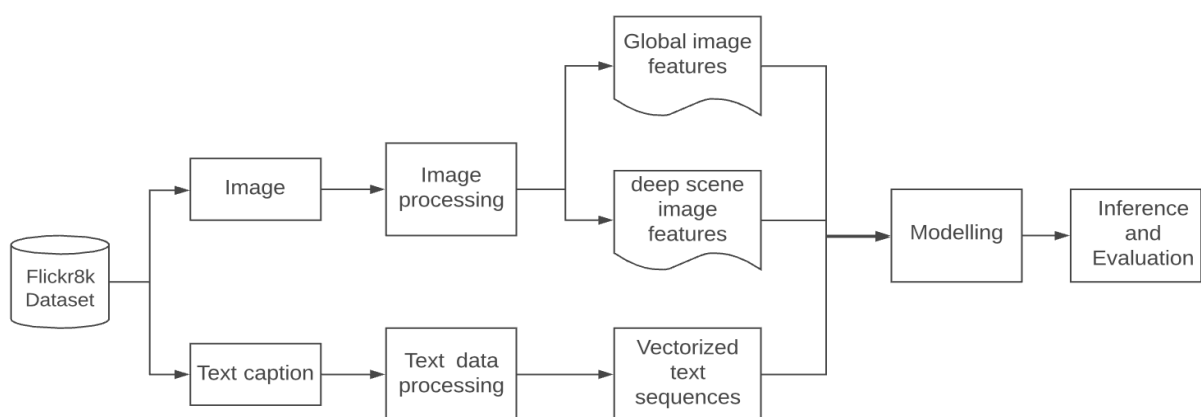 Global image
features
Image
Image
processing
deep scene
image
features
Modelling
Inference
and
Evaluation
Flickr8k
Dataset
Text caption
Text data
processing
Vectorized
text
sequences